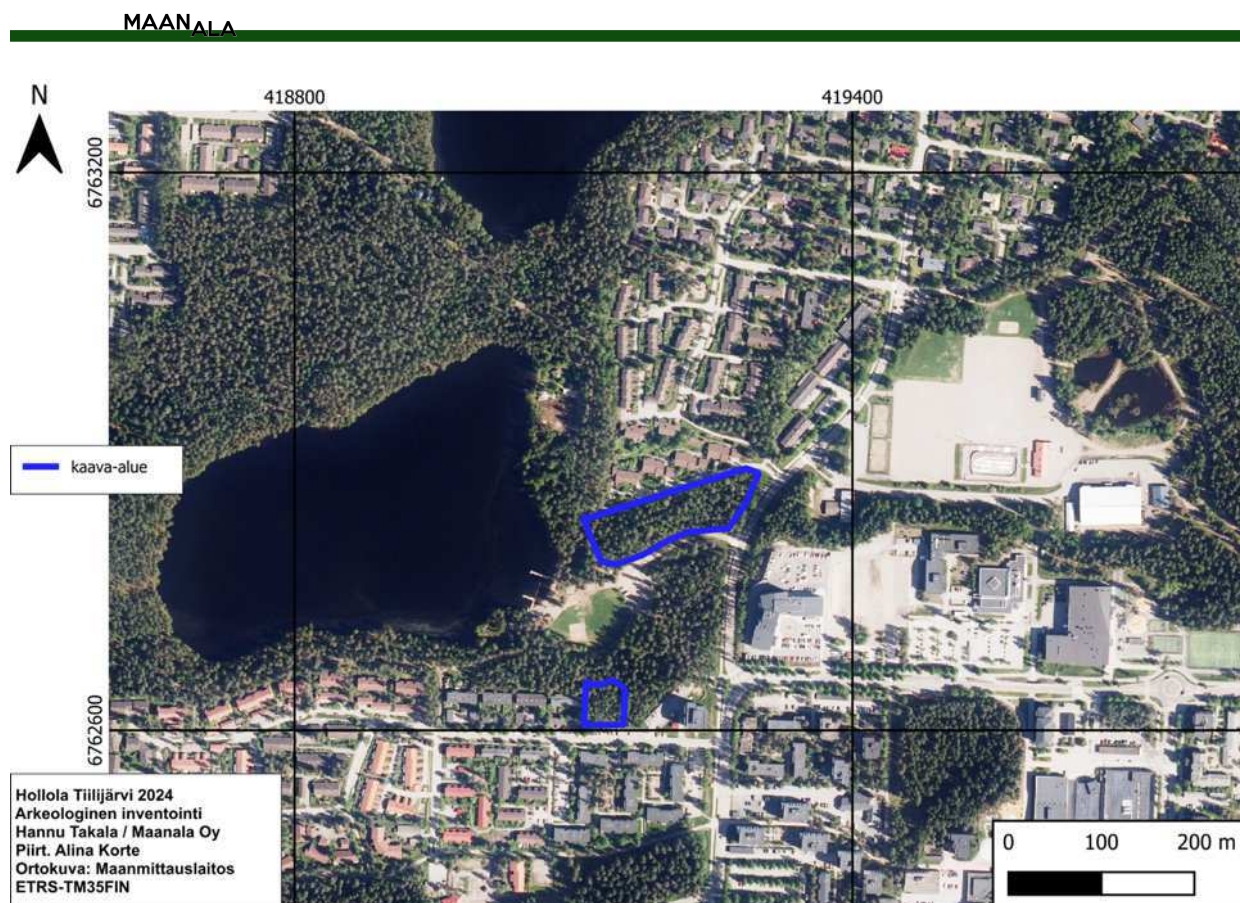 MAANALA
N
418800
419400
6763200
kaava-alue
6762600
Hollola Tiilijärvi 2024
Arkeologinen inventointi
Hannu Takala / Maanala Oy
Piirt. Alina Korte
Ortokuva: Maanmittauslaitos
ETRS-TM35FIN
0 100 200 m